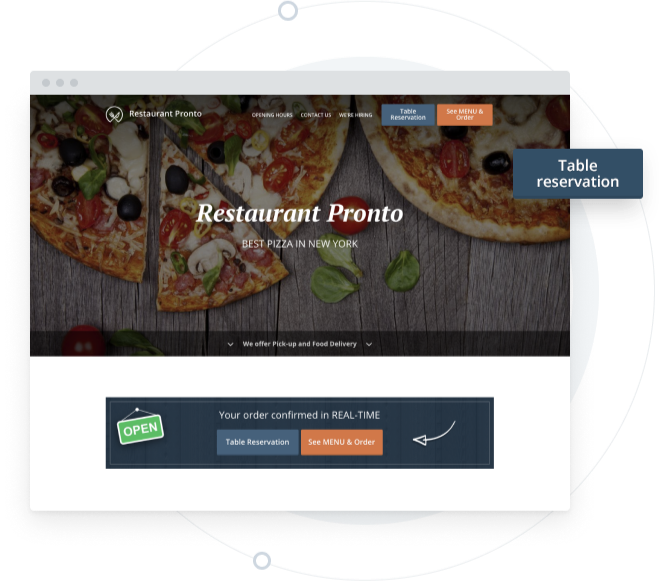 Restaurant Pronto
OPENING HOURS CONTACT US WE'RE HIRING
Table
Reservation
See MENU &
Order
Table
reservation
Restaurant Pronto
BEST PIZZA IN NEW YORK
We offer Pick-up and Food Delivery
OPEN
Your order confirmed in REAL-TIME
Table Reservation
See MENU & Order